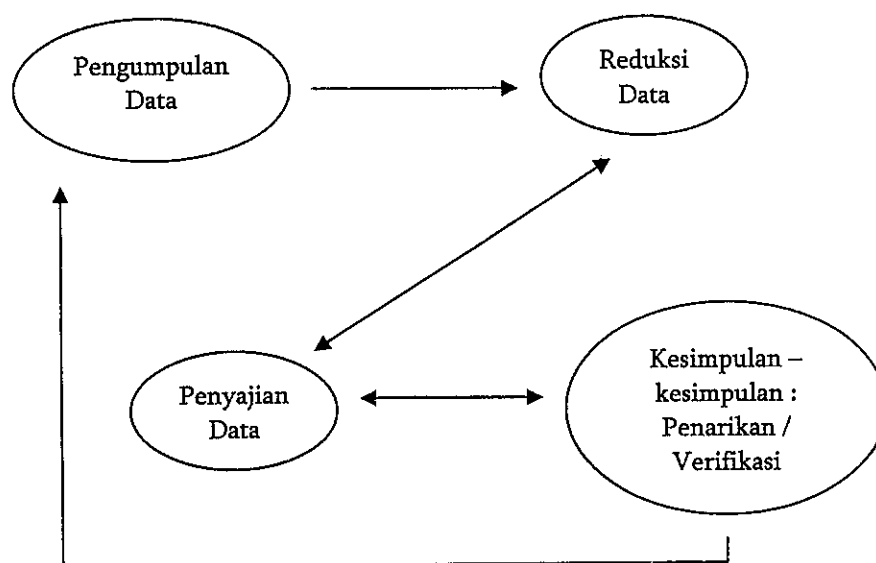 Pengumpulan
Data
Reduksi
Data
Penyajian
Data
Kesimpulan –
kesimpulan :
Penarikan /
Verifikasi